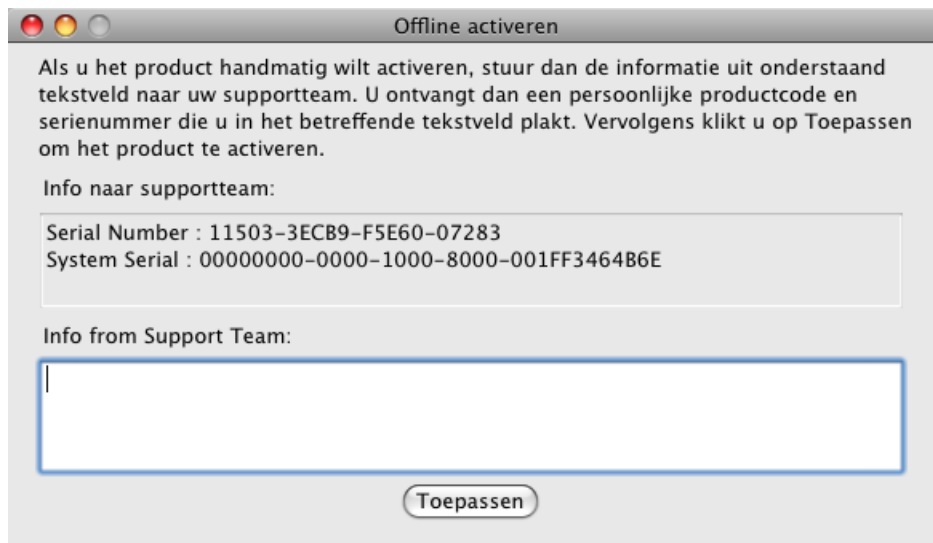 Offline activeren
Als u het product handmatig wilt activeren, stuur dan de informatie uit onderstaand
tekstveld naar uw supportteam. U ontvangt dan een persoonlijke productcode en
serienummer die u in het betreffende tekstveld plakt. Vervolgens klikt u op Toepassen
om het product te activeren.
Info naar supportteam:
Serial Number : 11503-3ECB9-F5E60-07283
System Serial : 00000000-0000-1000-8000-001FF3464B6E
Info from Support Team:
Toepassen